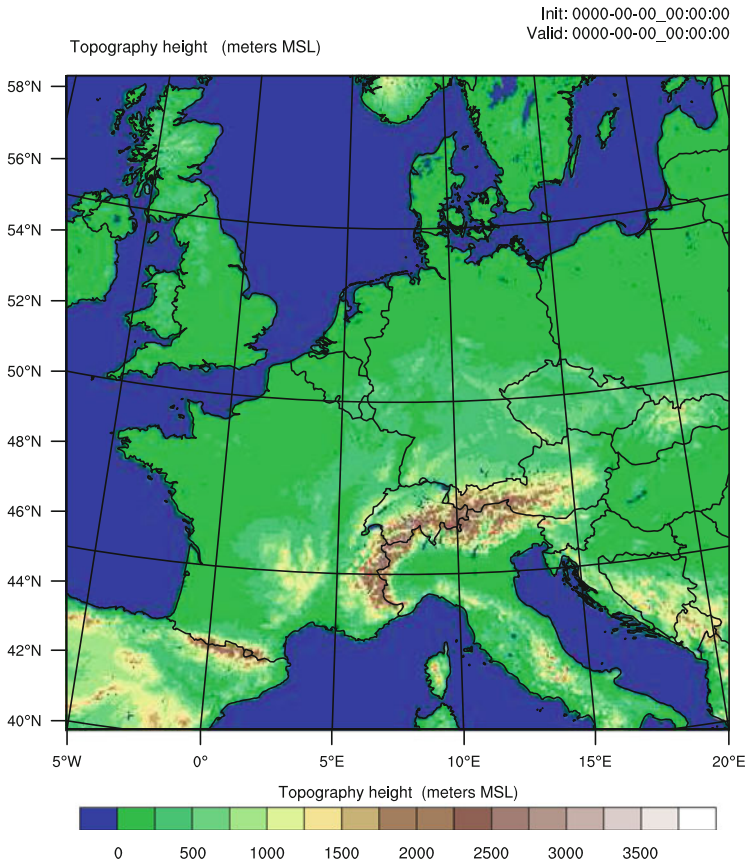 Init: 0000-00-00_00:00:00
Valid: 0000-00-00_00:00:00
Topography height (meters MSL)
58°N
56°N
54°N
52°N
50°N
48°N
46°N
44°N
42°N
40°N
5°W 0° 5°E 10°E 15°E 20°E
Topography height (meters MSL)
0 500 1000 1500 2000 2500 3000 3500